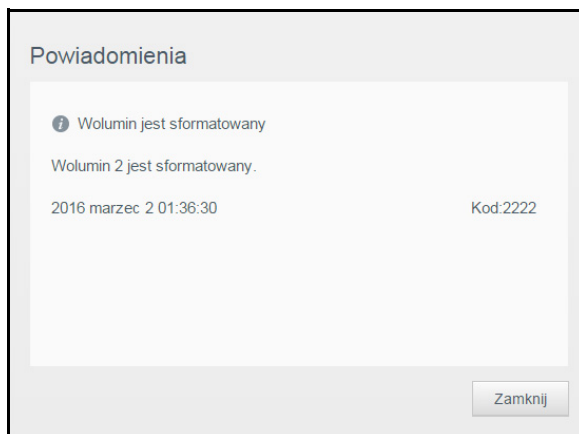 Powiadomienia
Wolumin jest sformatowany
Wolumin 2 jest sformatowany.
2016 marzec 2 01:36:30 Kod:2222
Zamknij